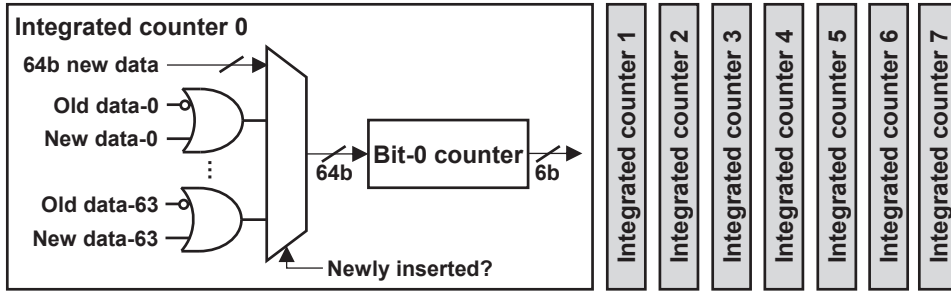 Integrated counter 0
64b new data
Old data-0
New data-0
...
Old data-63
New data-63
64b
Bit-0 counter
6b
Newly inserted?
Integrated counter 1
Integrated counter 2
Integrated counter 3
Integrated counter 4
Integrated counter 5
Integrated counter 6
Integrated counter 7